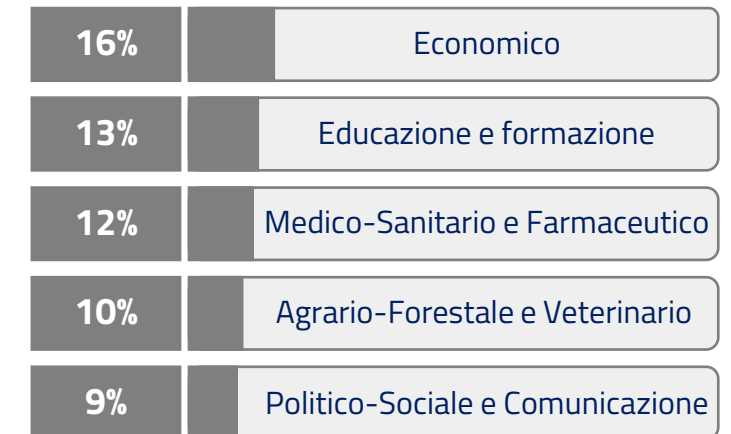 16% Economico
13% Educazione e formazione
12% Medico-Sanitario e Farmaceutico
10% Agrario-Forestale e Veterinario
9% Politico-Sociale e Comunicazione